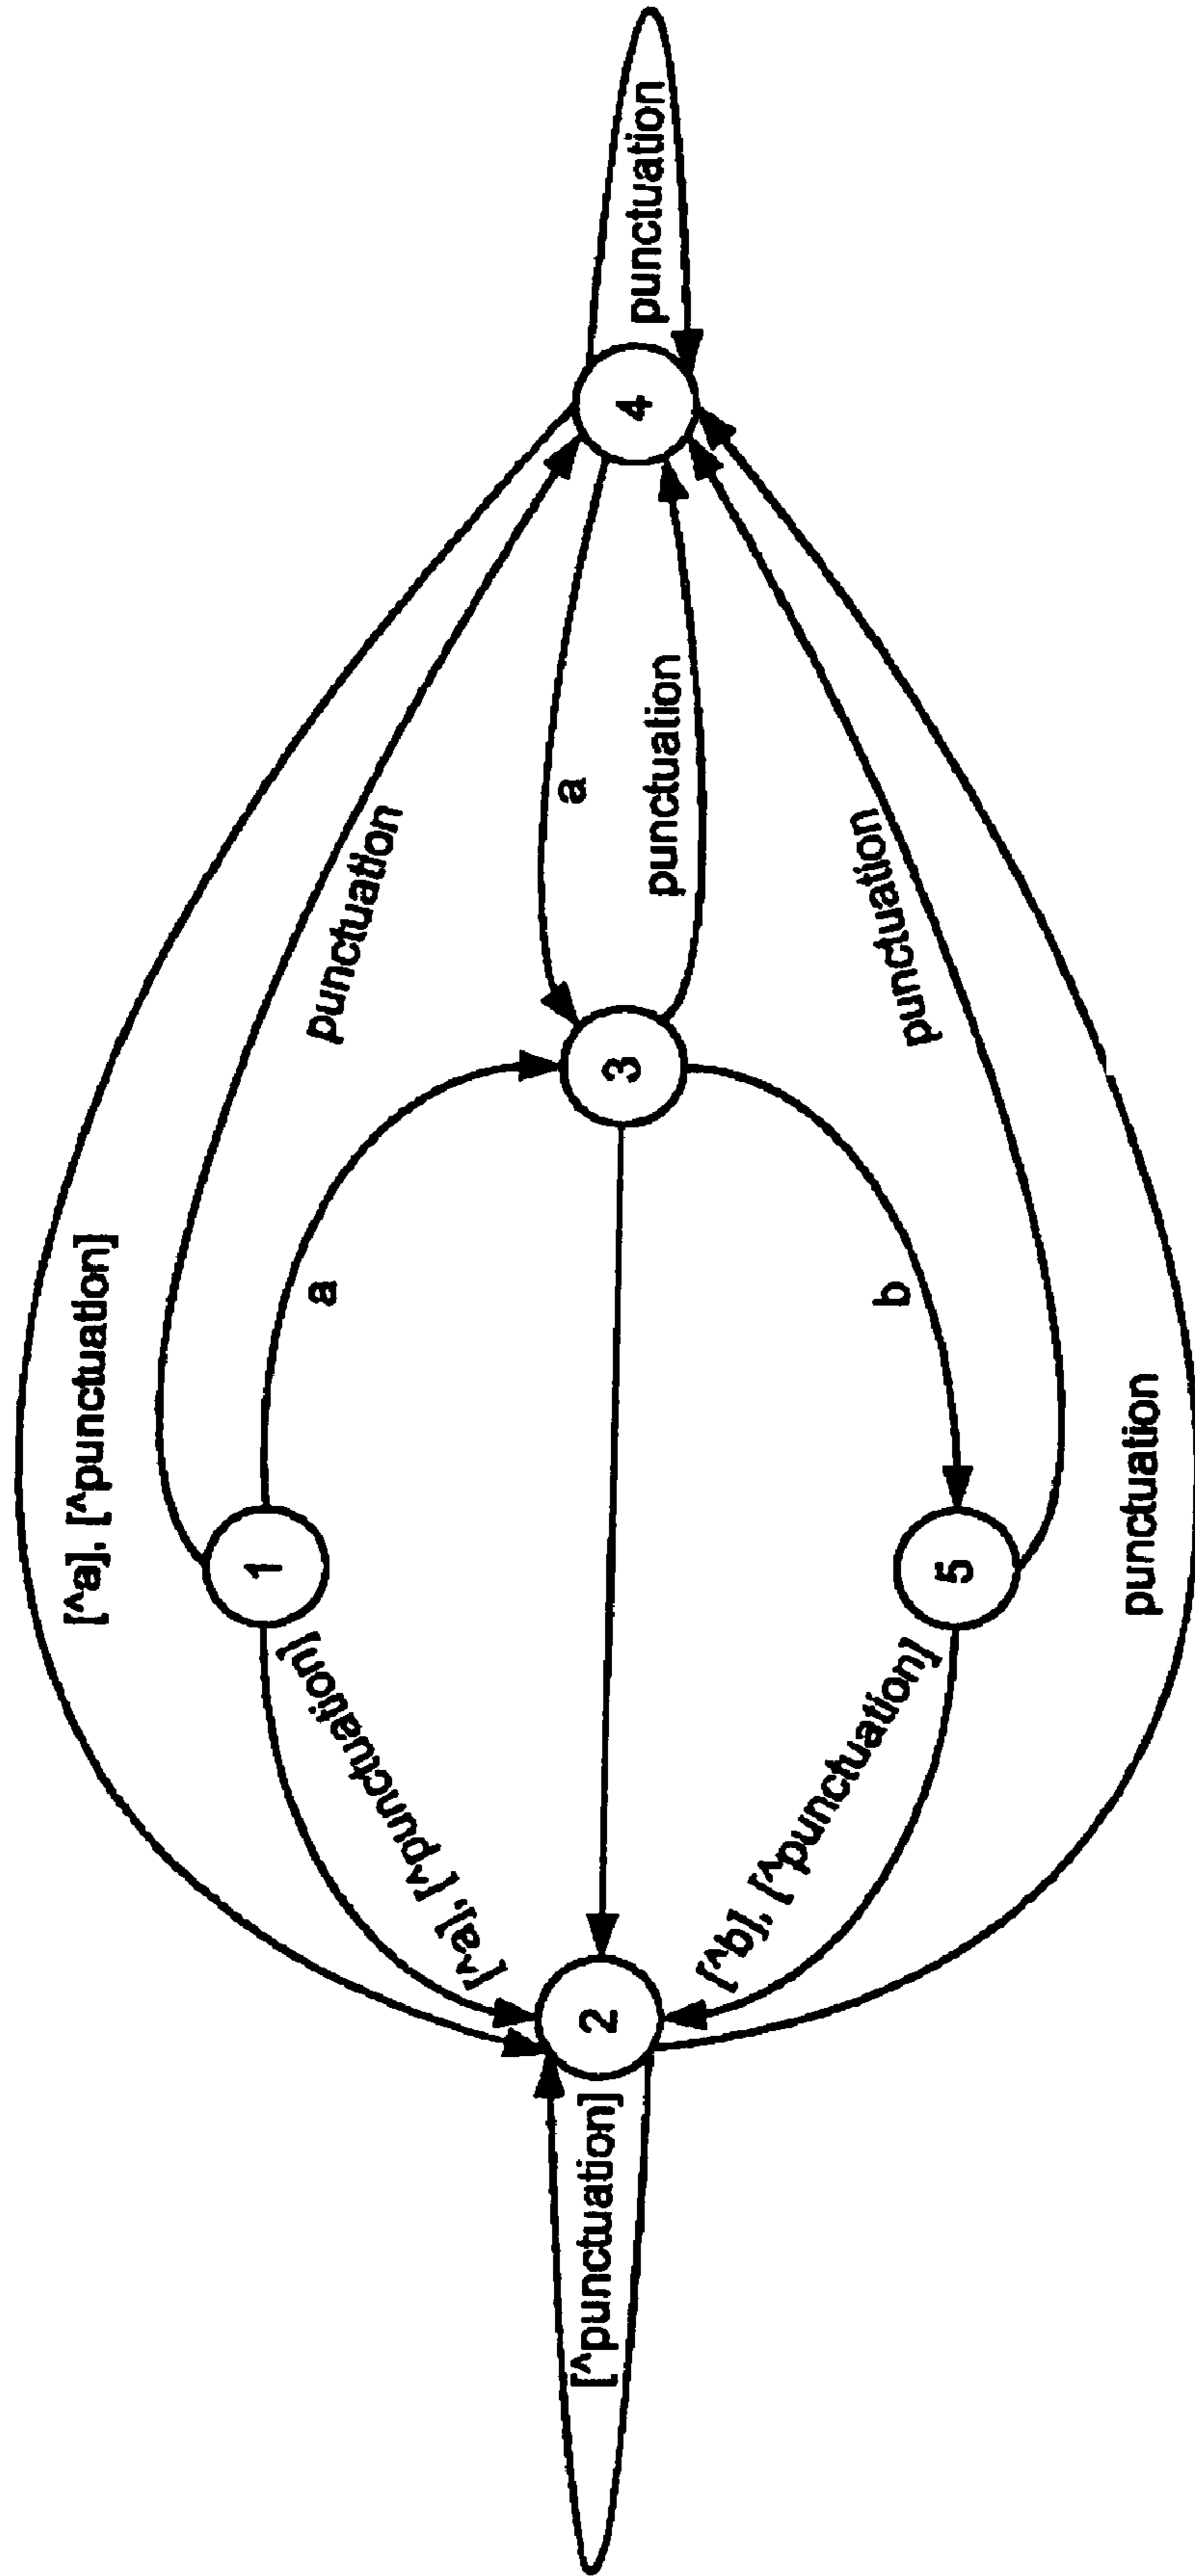 [^a], [^punctuation]
1
a
punctuation
[^a], [^punctuation]
a
[^punctuation]
2
3
4
punctuation
punctuation
[^b], [^punctuation]
b
punctuation
5
punctuation